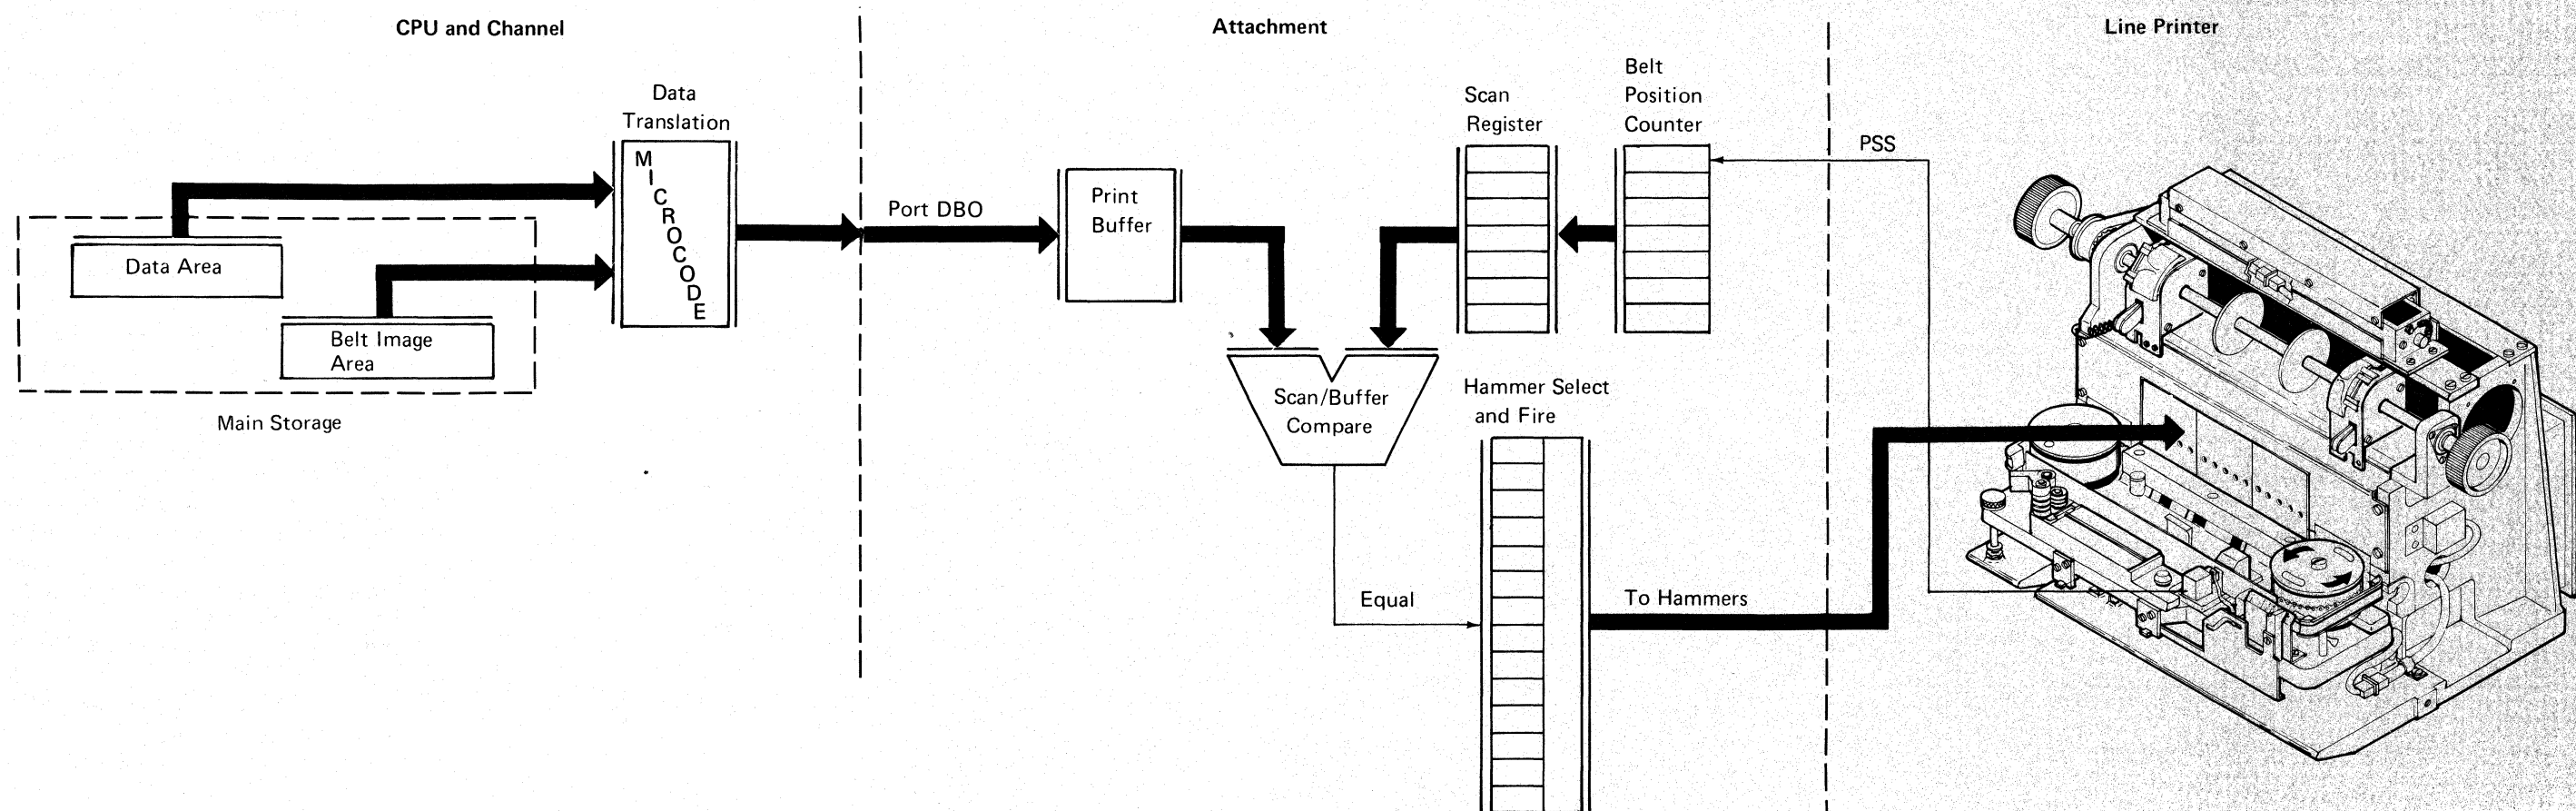 CPU and Channel
Attachment
Line Printer
Data
Translation
MICROCODE
Data Area
Belt Image
Area
Main Storage
Port DBO
Print
Buffer
Scan
Register
Belt
Position
Counter
PSS
Scan/Buffer
Compare
Hammer Select
and Fire
Equal
To Hammers